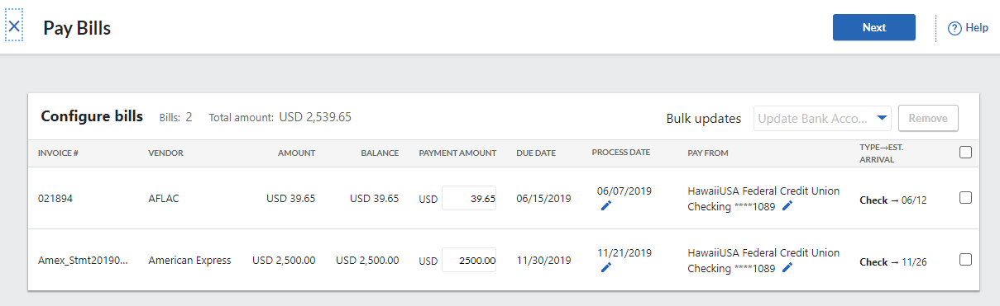 Pay Bills
Next
Help
Configure bills Bills: 2 Total amount: USD 2,539.65
Bulk updates Update Bank Acco... Remove
INVOICE # VENDOR AMOUNT BALANCE PAYMENT AMOUNT DUE DATE PROCESS DATE PAY FROM TYPE→EST. ARRIVAL
021894 AFLAC USD 39.65 USD 39.65 USD 39.65 06/15/2019 06/07/2019 HawaiiUSA Federal Credit Union
Checking ****1089 Check → 06/12
Amex_Stmt20190... American Express USD 2,500.00 USD 2,500.00 USD 2500.00 11/30/2019 11/21/2019 HawaiiUSA Federal Credit Union
Checking ****1089 Check → 11/26